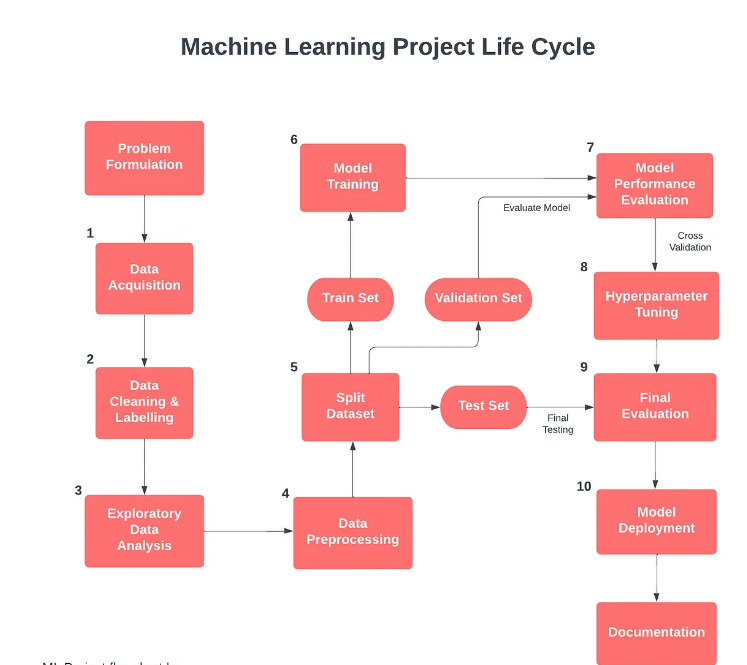 Machine Learning Project Life Cycle
Problem
Formulation
1
Data
Acquisition
2
Data
Cleaning &
Labelling
3
Exploratory
Data
Analysis
4
Data
Preprocessing
5
Split
Dataset
Train Set
Validation Set
Test Set
6
Model
Training
Evaluate Model
7
Model
Performance
Evaluation
Cross
Validation
8
Hyperparameter
Tuning
Final
Testing
9
Final
Evaluation
10
Model
Deployment
Documentation